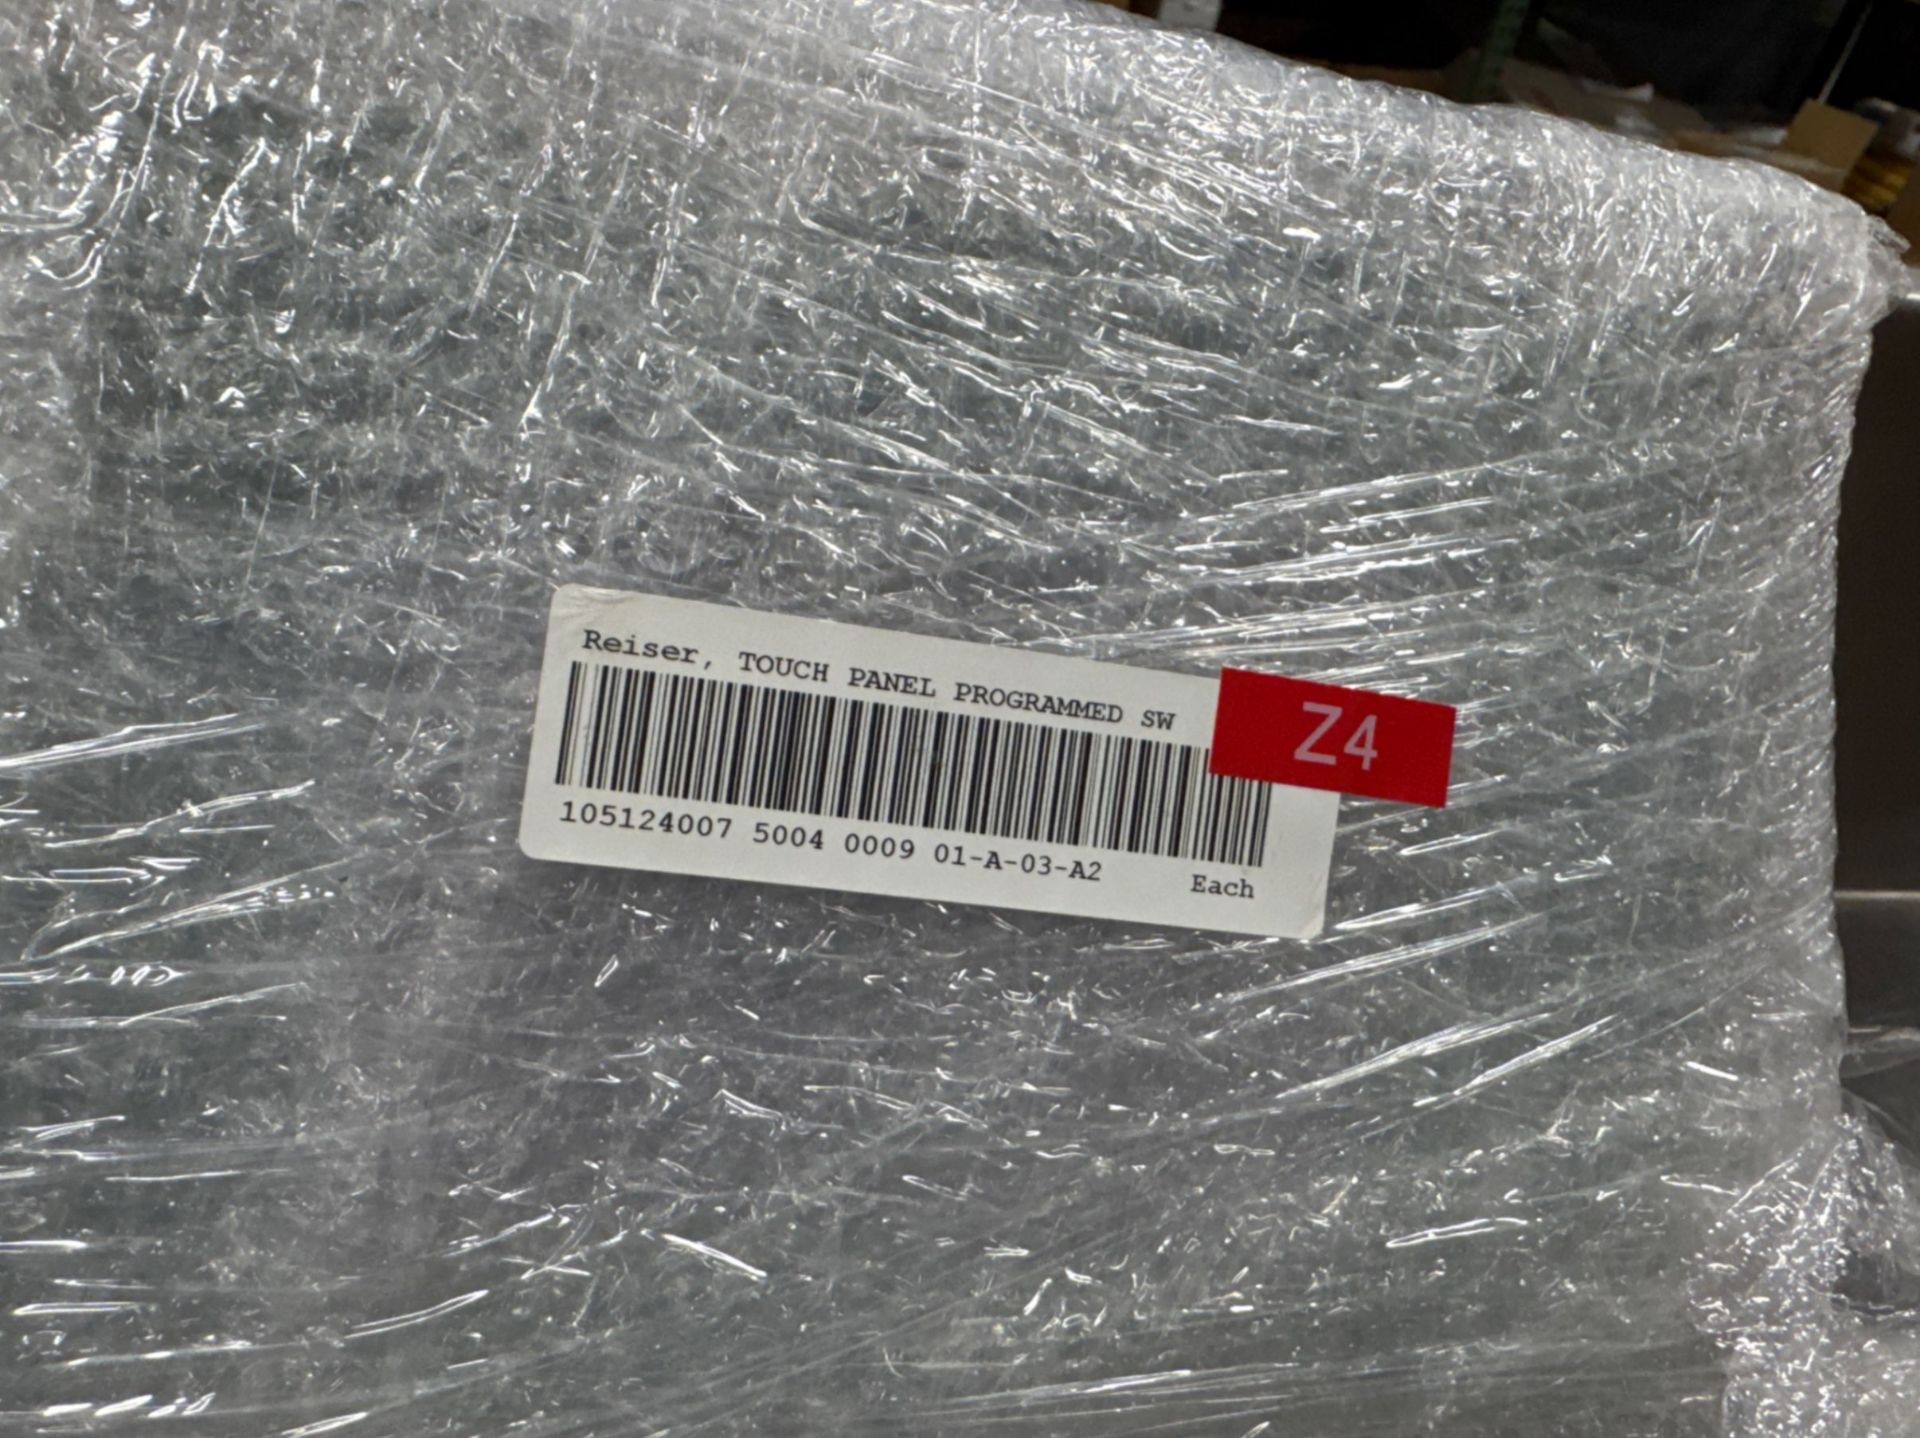 Reiser, TOUCH PANEL PROGRAMMED SW
Z4
105124007 5004 0009 01-A-03-A2 Each